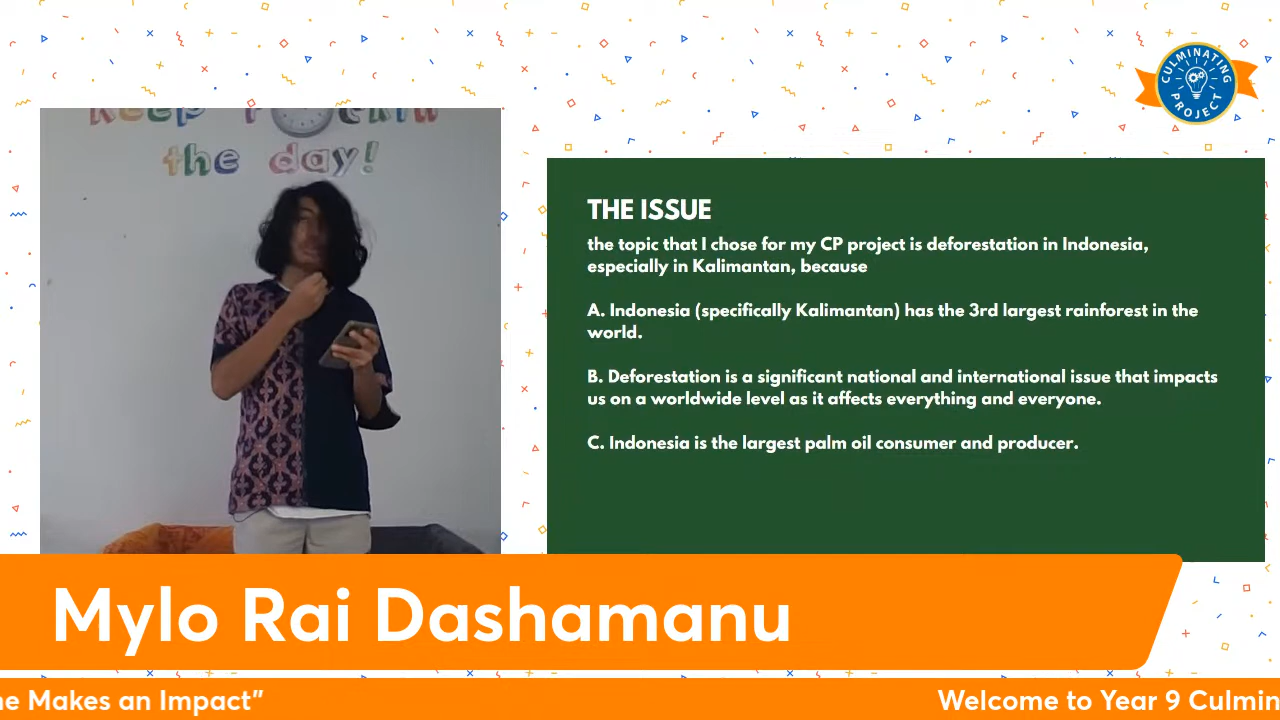 the day!
CULMINATING
PROJECT
THE ISSUE
the topic that I chose for my CP project is deforestation in Indonesia,
especially in Kalimantan, because
A. Indonesia (specifically Kalimantan) has the 3rd largest rainforest in the
world.
B. Deforestation is a significant national and international issue that impacts
us on a worldwide level as it affects everything and everyone.
C. Indonesia is the largest palm oil consumer and producer.
Mylo Rai Dashamanu
Makes an Impact”
Welcome to Year 9